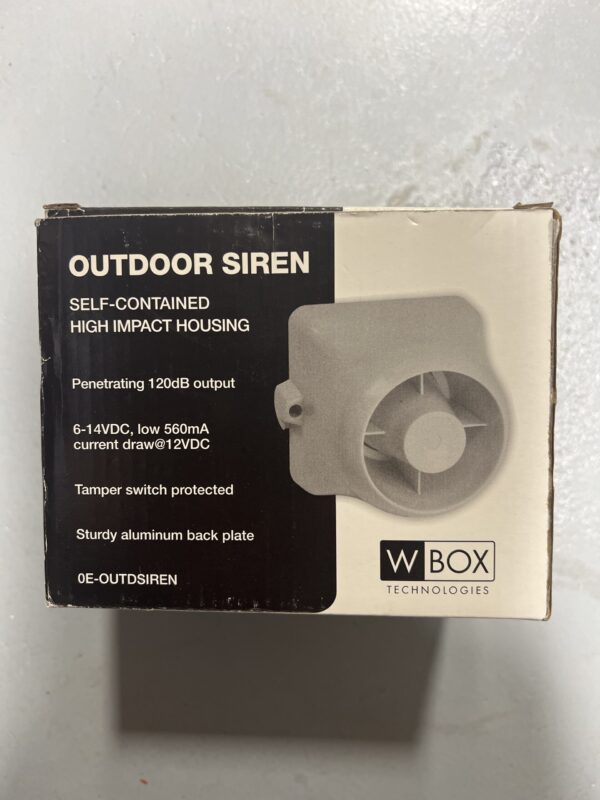 OUTDOOR SIREN
SELF-CONTAINED
HIGH IMPACT HOUSING
Penetrating 120dB output
6-14VDC, low 560mA
current draw@12VDC
Tamper switch protected
Sturdy aluminum back plate
0E-OUTDSIREN
W BOX
TECHNOLOGIES